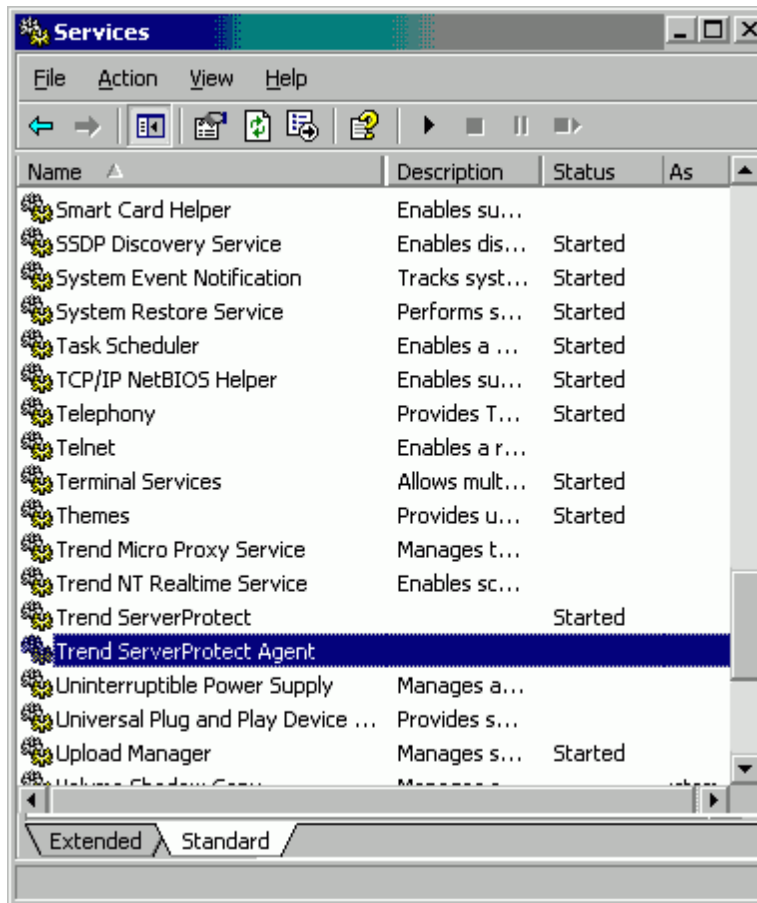 Services
File Action View Help
Name Description Status As
Smart Card Helper Enables su...
SSDP Discovery Service Enables dis... Started
System Event Notification Tracks syst... Started
System Restore Service Performs s... Started
Task Scheduler Enables a ... Started
TCP/IP NetBIOS Helper Enables su... Started
Telephony Provides T... Started
Telnet Enables a r...
Terminal Services Allows mult... Started
Themes Provides u... Started
Trend Micro Proxy Service Manages t...
Trend NT Realtime Service Enables sc...
Trend ServerProtect Started
Trend ServerProtect Agent
Uninterruptible Power Supply Manages a...
Universal Plug and Play Device ... Provides s...
Upload Manager Manages s... Started
Volume Shadow Copy
Extended Standard